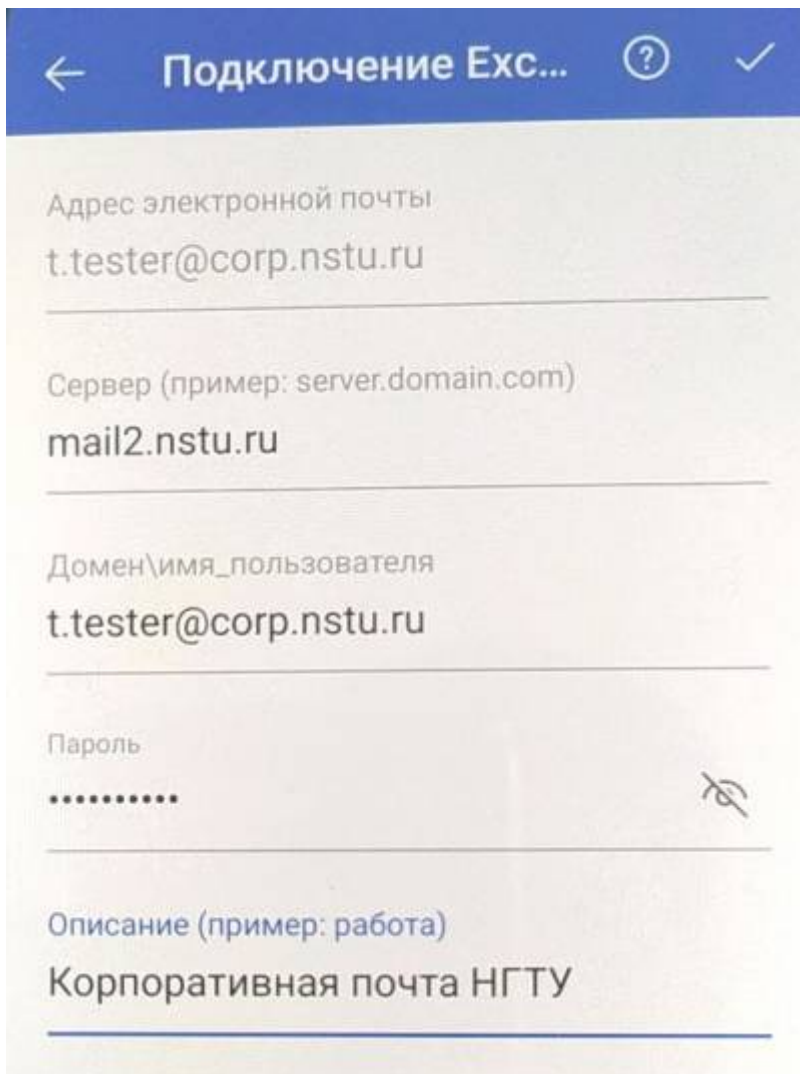 Подключение Exc...
Адрес электронной почты
t.tester@corp.nstu.ru
Сервер (пример: server.domain.com)
mail2.nstu.ru
Домен\имя_пользователя
t.tester@corp.nstu.ru
Пароль
••••••••••
Описание (пример: работа)
Корпоративная почта НГТУ